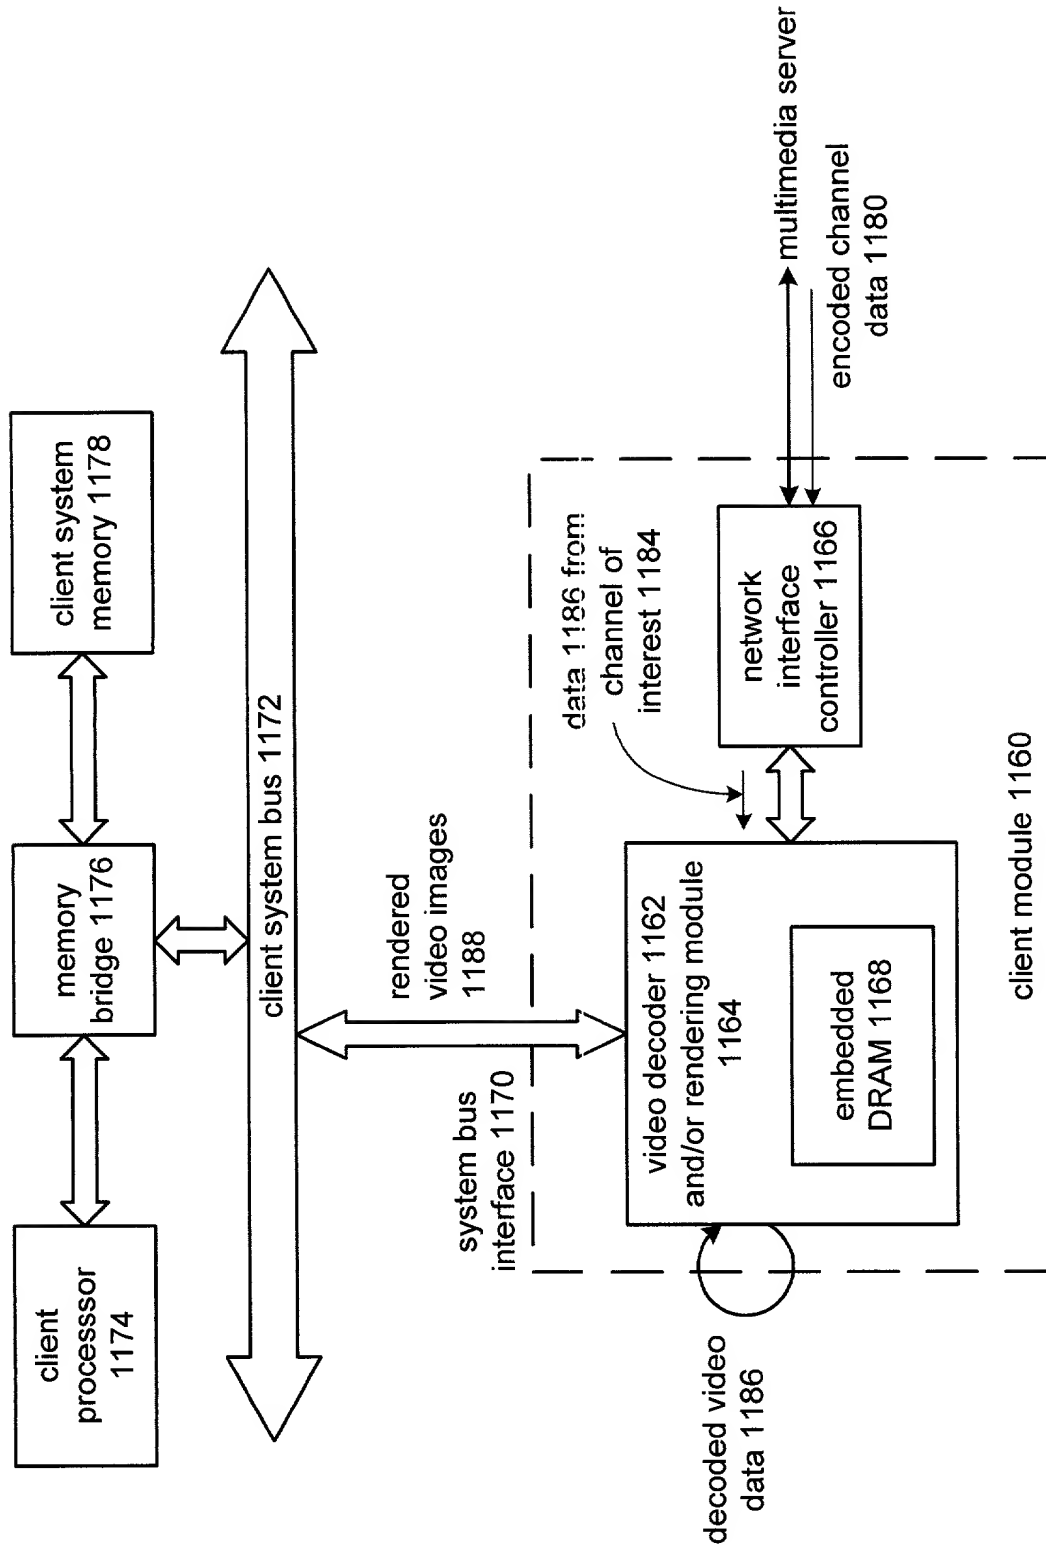 client
processsor
1174
memory
bridge 1176
client system
memory 1178
client system bus 1172
system bus
interface 1170
rendered
video images
1188
decoded video
data 1186
video decoder 1162
and/or rendering module
1164
embedded
DRAM 1168
data 1186 from
channel of
interest 1184
network
interface
controller 1166
multimedia server
encoded channel
data 1180
client module 1160